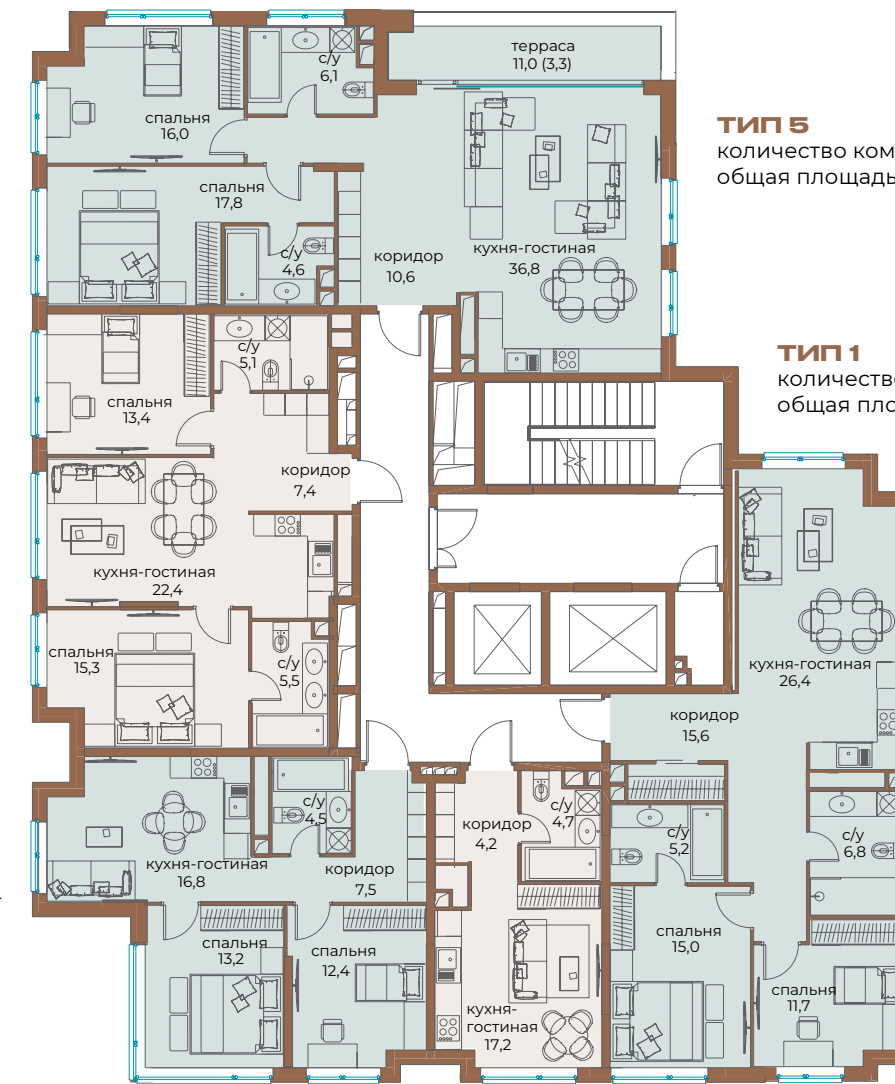 терраса
11,0 (3,3)
с/у
6,1
спальня
16,0
ТИП 5
количество ком
общая площадь
спальня
17,8
с/у
4,6
коридор
10,6
кухня-гостиная
36,8
с/у
5,1
ТИП 1
количество
общая пло
спальня
13,4
коридор
7,4
кухня-гостиная
22,4
спальня
15,3
с/у
5,5
кухня-гостиная
26,4
коридор
15,6
с/у
4,5
с/у
4,7
коридор
4,2
с/у
5,2
с/у
6,8
кухня-гостиная
16,8
коридор
7,5
спальня
13,2
спальня
12,4
спальня
15,0
спальня
11,7
кухня-
гостиная
17,2